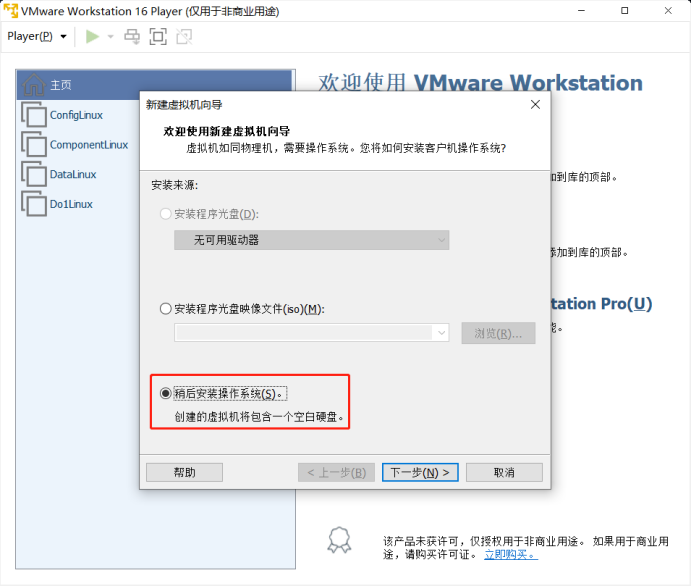 VMware Workstation 16 Player (仅用于非商业用途)
Player(P)
主页
ConfigLinux
ComponentLinux
DataLinux
Do1Linux
欢迎使用 VMware Workstation
加到库的顶部。
添加到库的顶部。
tation Pro(U)
能。
新建虚拟机向导
欢迎使用新建虚拟机向导
虚拟机如同物理机，需要操作系统。您将如何安装客户机操作系统?
安装来源:
安装程序光盘(D):
无可用驱动器
安装程序光盘映像文件(iso)(M):
浏览(R)...
稍后安装操作系统(S)。
创建的虚拟机将包含一个空白硬盘。
帮助
< 上一步(B)
下一步(N) >
取消
该产品未获许可，仅授权用于非商业用途。 如果用于商业用
途，请购买许可证。 立即购买。